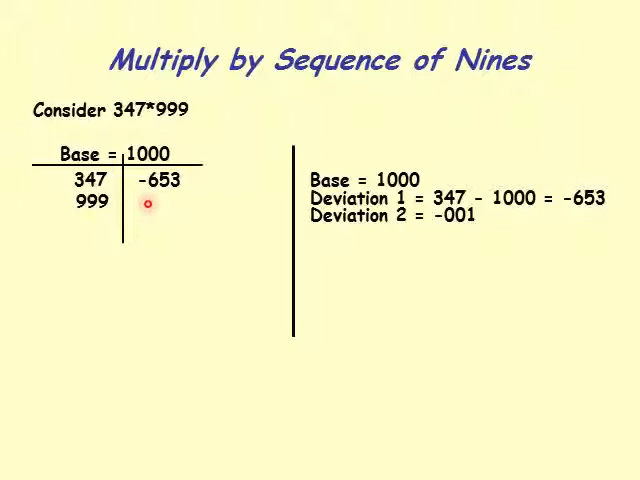 Multiply by Sequence of Nines
Consider 347*999
Base = 1000
347 -653
999
Base = 1000
Deviation 1 = 347 - 1000 = -653
Deviation 2 = -001